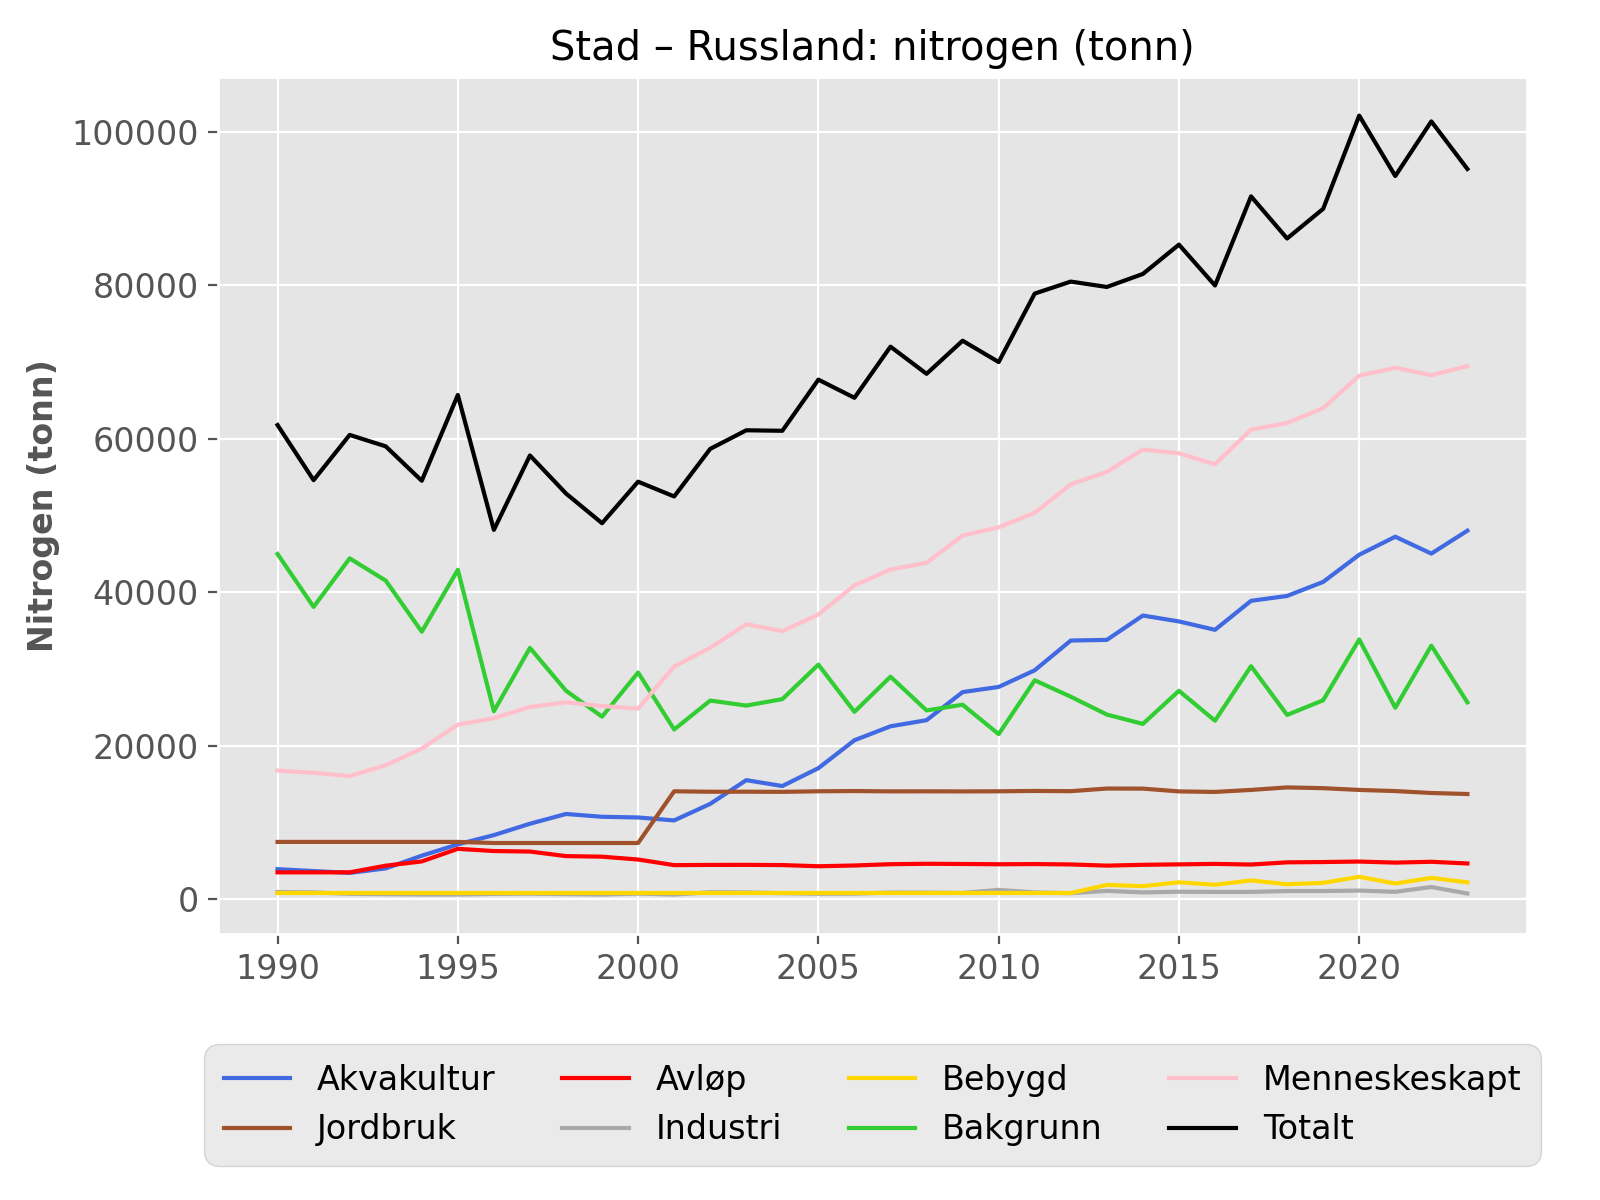 Stad – Russland: nitrogen (tonn)
Nitrogen (tonn)
100000
80000
60000
40000
20000
0
1990 1995 2000 2005 2010 2015 2020
Akvakultur Avløp Bebygd Menneskeskapt
Jordbruk Industri Bakgrunn Totalt